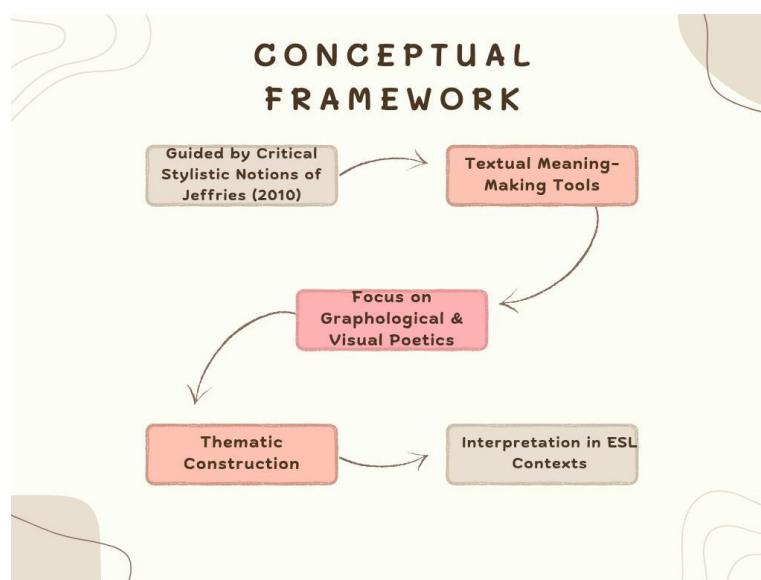 CONCEPTUAL
FRAMEWORK
Guided by Critical
Stylistic Notions of
Jeffries (2010)
Textual Meaning-
Making Tools
Focus on
Graphological &
Visual Poetics
Thematic
Construction
Interpretation in ESL
Contexts